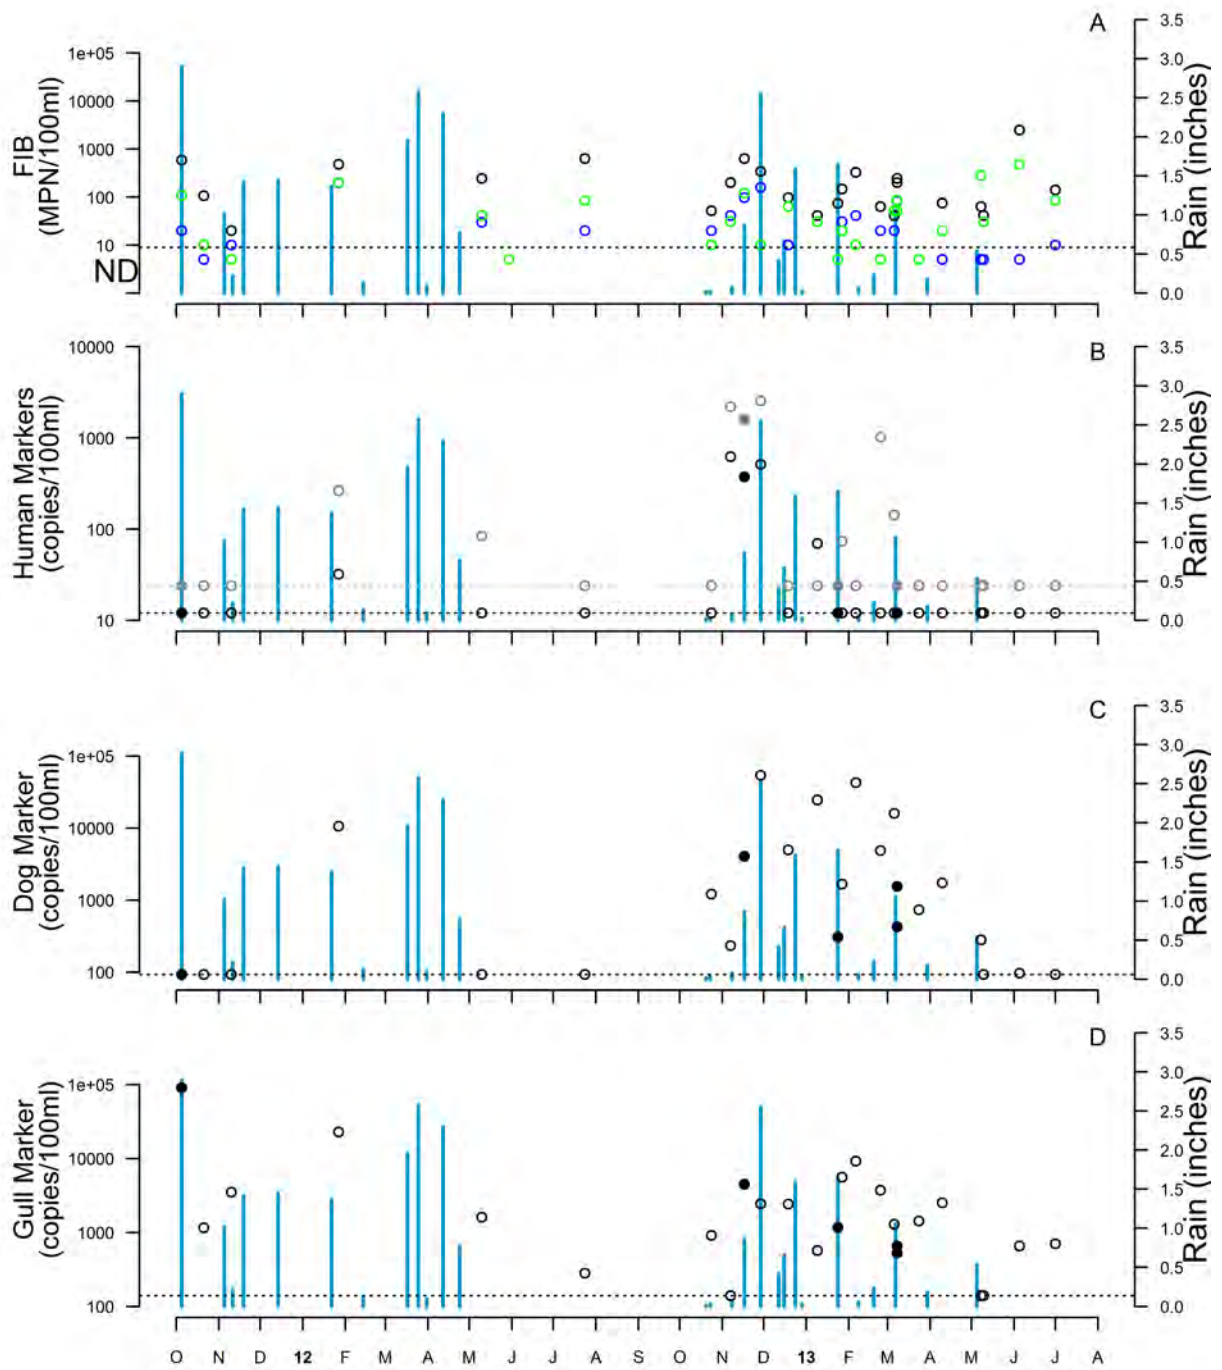 A
FIB
(MPN/100ml)
1e+05
10000
1000
100
10
ND
3.5
3.0
2.5
2.0
1.5
1.0
0.5
0.0
Rain (inches)
B
Human Markers
(copies/100ml)
10000
1000
100
10
3.5
3.0
2.5
2.0
1.5
1.0
0.5
0.0
Rain (inches)
C
Dog Marker
(copies/100ml)
1e+05
10000
1000
100
3.5
3.0
2.5
2.0
1.5
1.0
0.5
0.0
Rain (inches)
D
Gull Marker
(copies/100ml)
1e+05
10000
1000
100
3.5
3.0
2.5
2.0
1.5
1.0
0.5
0.0
Rain (inches)
O N D 12 F M A M J J A S O N D 13 F M A M J J A